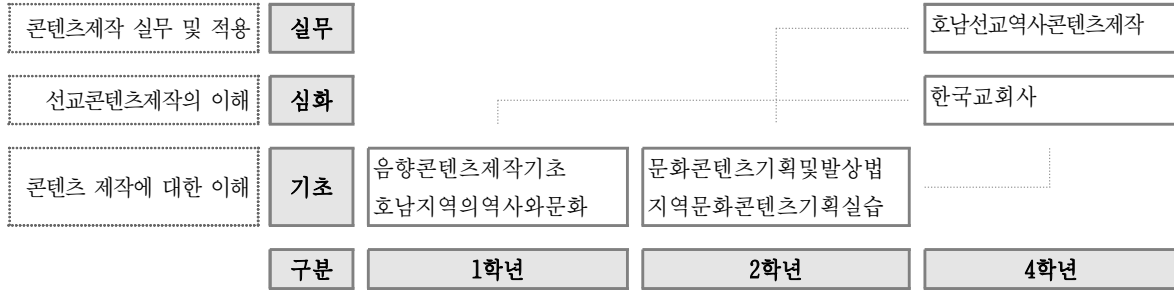 콘텐츠제작 실무 및 적용 실무 호남선교역사콘텐츠제작
선교콘텐츠제작의 이해 심화 한국교회사
콘텐츠 제작에 대한 이해 기초
음향콘텐츠제작기초
호남지역의역사와문화
문화콘텐츠기획및발상법
지역문화콘텐츠기획실습
구분 1학년 2학년 4학년